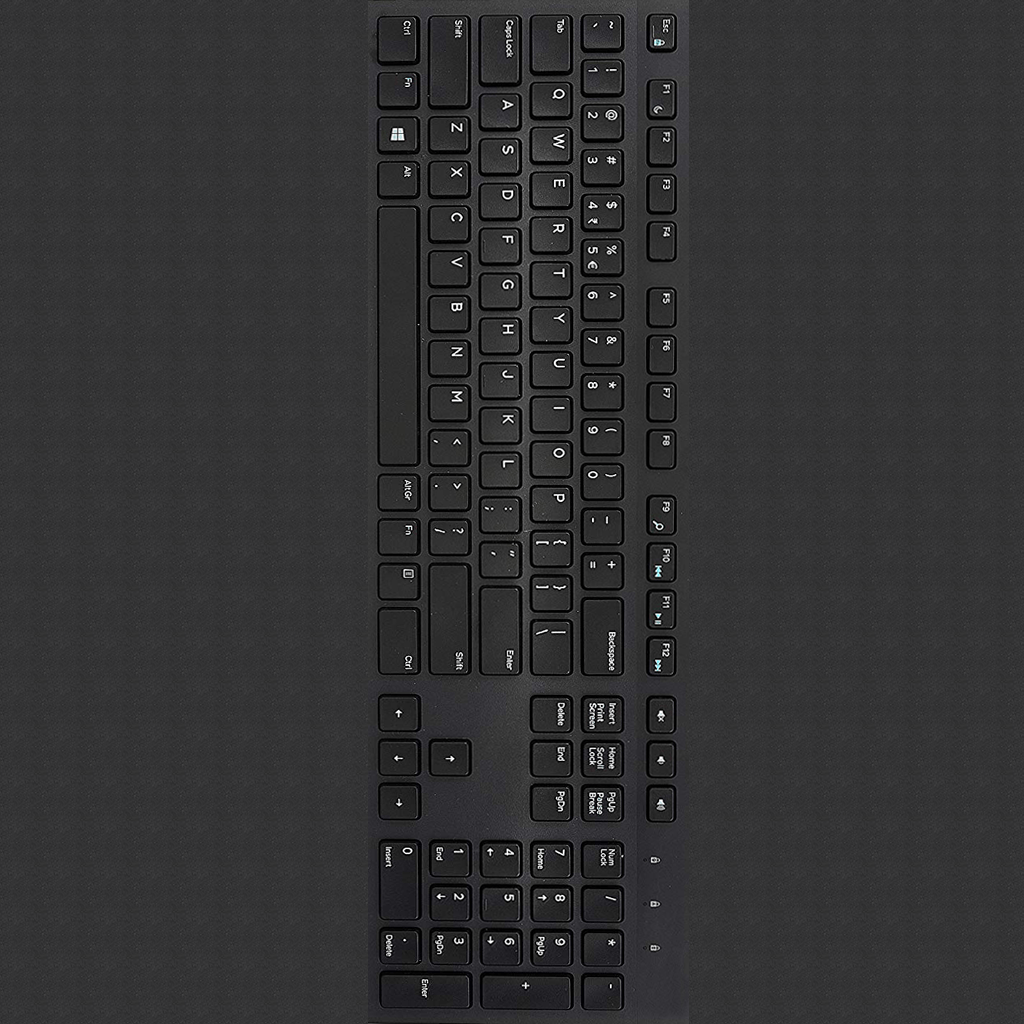 Esc
F1 F2 F3 F4 F5 F6 F7 F8 F9 F10 F11 F12
~ ! @ # $ % ^ & * ( ) _ +
` 1 2 3 4 ₹ 5 € 6 7 8 9 0 - = Backspace
Insert Home PgUp
Print Scroll Pause
Screen Lock Break
Num / * -
Lock
Tab Q W E R T Y U I O P { [ } ] | \
Delete End PgDn
7 8 9 +
Home ↑ PgUp
Caps Lock A S D F G H J K L : ; " ' Enter
4 5 6
← →
Shift Z X C V B N M < , > . ? / Shift
↑
1 2 3 Enter
End ↓ PgDn
Ctrl Fn Alt AltGr Fn Ctrl
← ↓ →
0 .
Insert Delete